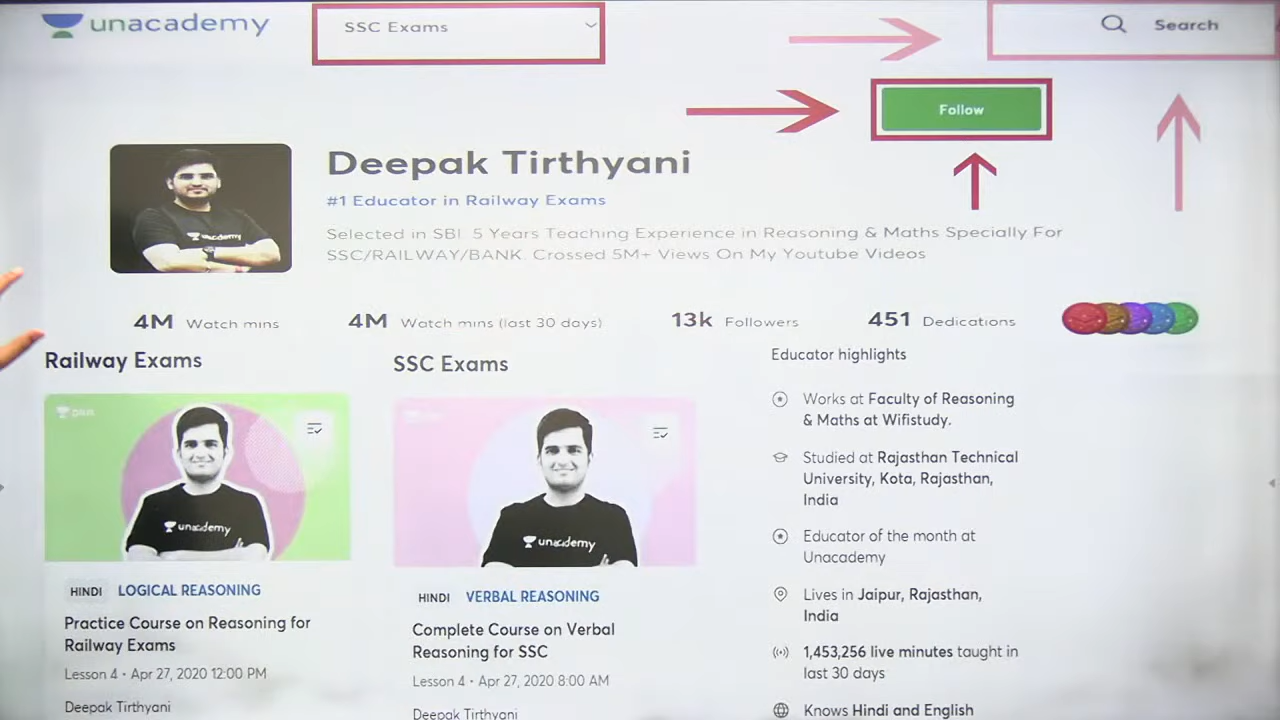 unacademy
SSC Exams
Search
Follow
Deepak Tirthyani
#1 Educator in Railway Exams
Selected in SBI. 5 Years Teaching Experience in Reasoning & Maths Specially For
SSC/RAILWAY/BANK. Crossed 5M+ Views On My Youtube Videos
4M Watch mins
4M Watch mins (last 30 days)
13k Followers
451 Dedications
Railway Exams
unacademy
HINDI LOGICAL REASONING
Practice Course on Reasoning for
Railway Exams
Lesson 4 • Apr 27, 2020 12:00 PM
Deepak Tirthyani
SSC Exams
unacademy
HINDI VERBAL REASONING
Complete Course on Verbal
Reasoning for SSC
Lesson 4 • Apr 27, 2020 8:00 AM
Deepak Tirthyani
Educator highlights
Works at Faculty of Reasoning
& Maths at Wifistudy.
Studied at Rajasthan Technical
University, Kota, Rajasthan,
India
Educator of the month at
Unacademy
Lives in Jaipur, Rajasthan,
India
1,453,256 live minutes taught in
last 30 days
Knows Hindi and English
unacademy